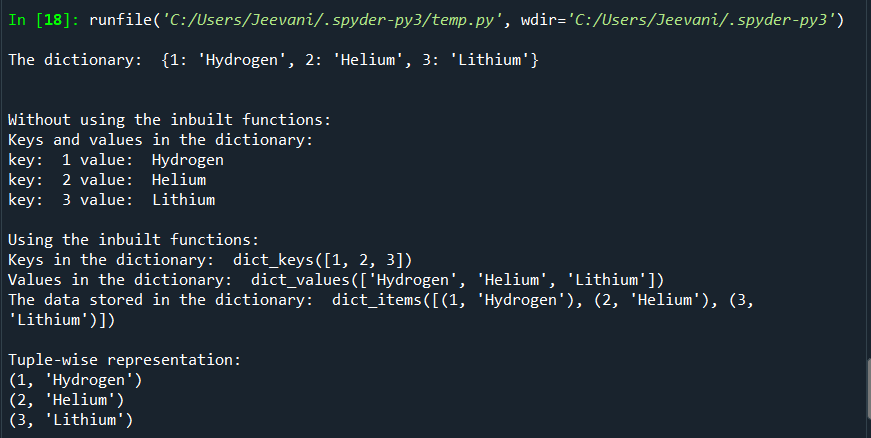 In [18]: runfile('C:/Users/Jeevani/.spyder-py3/temp.py', wdir='C:/Users/Jeevani/.spyder-py3')
The dictionary:  {1: 'Hydrogen', 2: 'Helium', 3: 'Lithium'}
Without using the inbuilt functions:
Keys and values in the dictionary:
key:  1 value:  Hydrogen
key:  2 value:  Helium
key:  3 value:  Lithium
Using the inbuilt functions:
Keys in the dictionary:  dict_keys([1, 2, 3])
Values in the dictionary:  dict_values(['Hydrogen', 'Helium', 'Lithium'])
The data stored in the dictionary:  dict_items([(1, 'Hydrogen'), (2, 'Helium'), (3,
'Lithium')])
Tuple-wise representation:
(1, 'Hydrogen')
(2, 'Helium')
(3, 'Lithium')